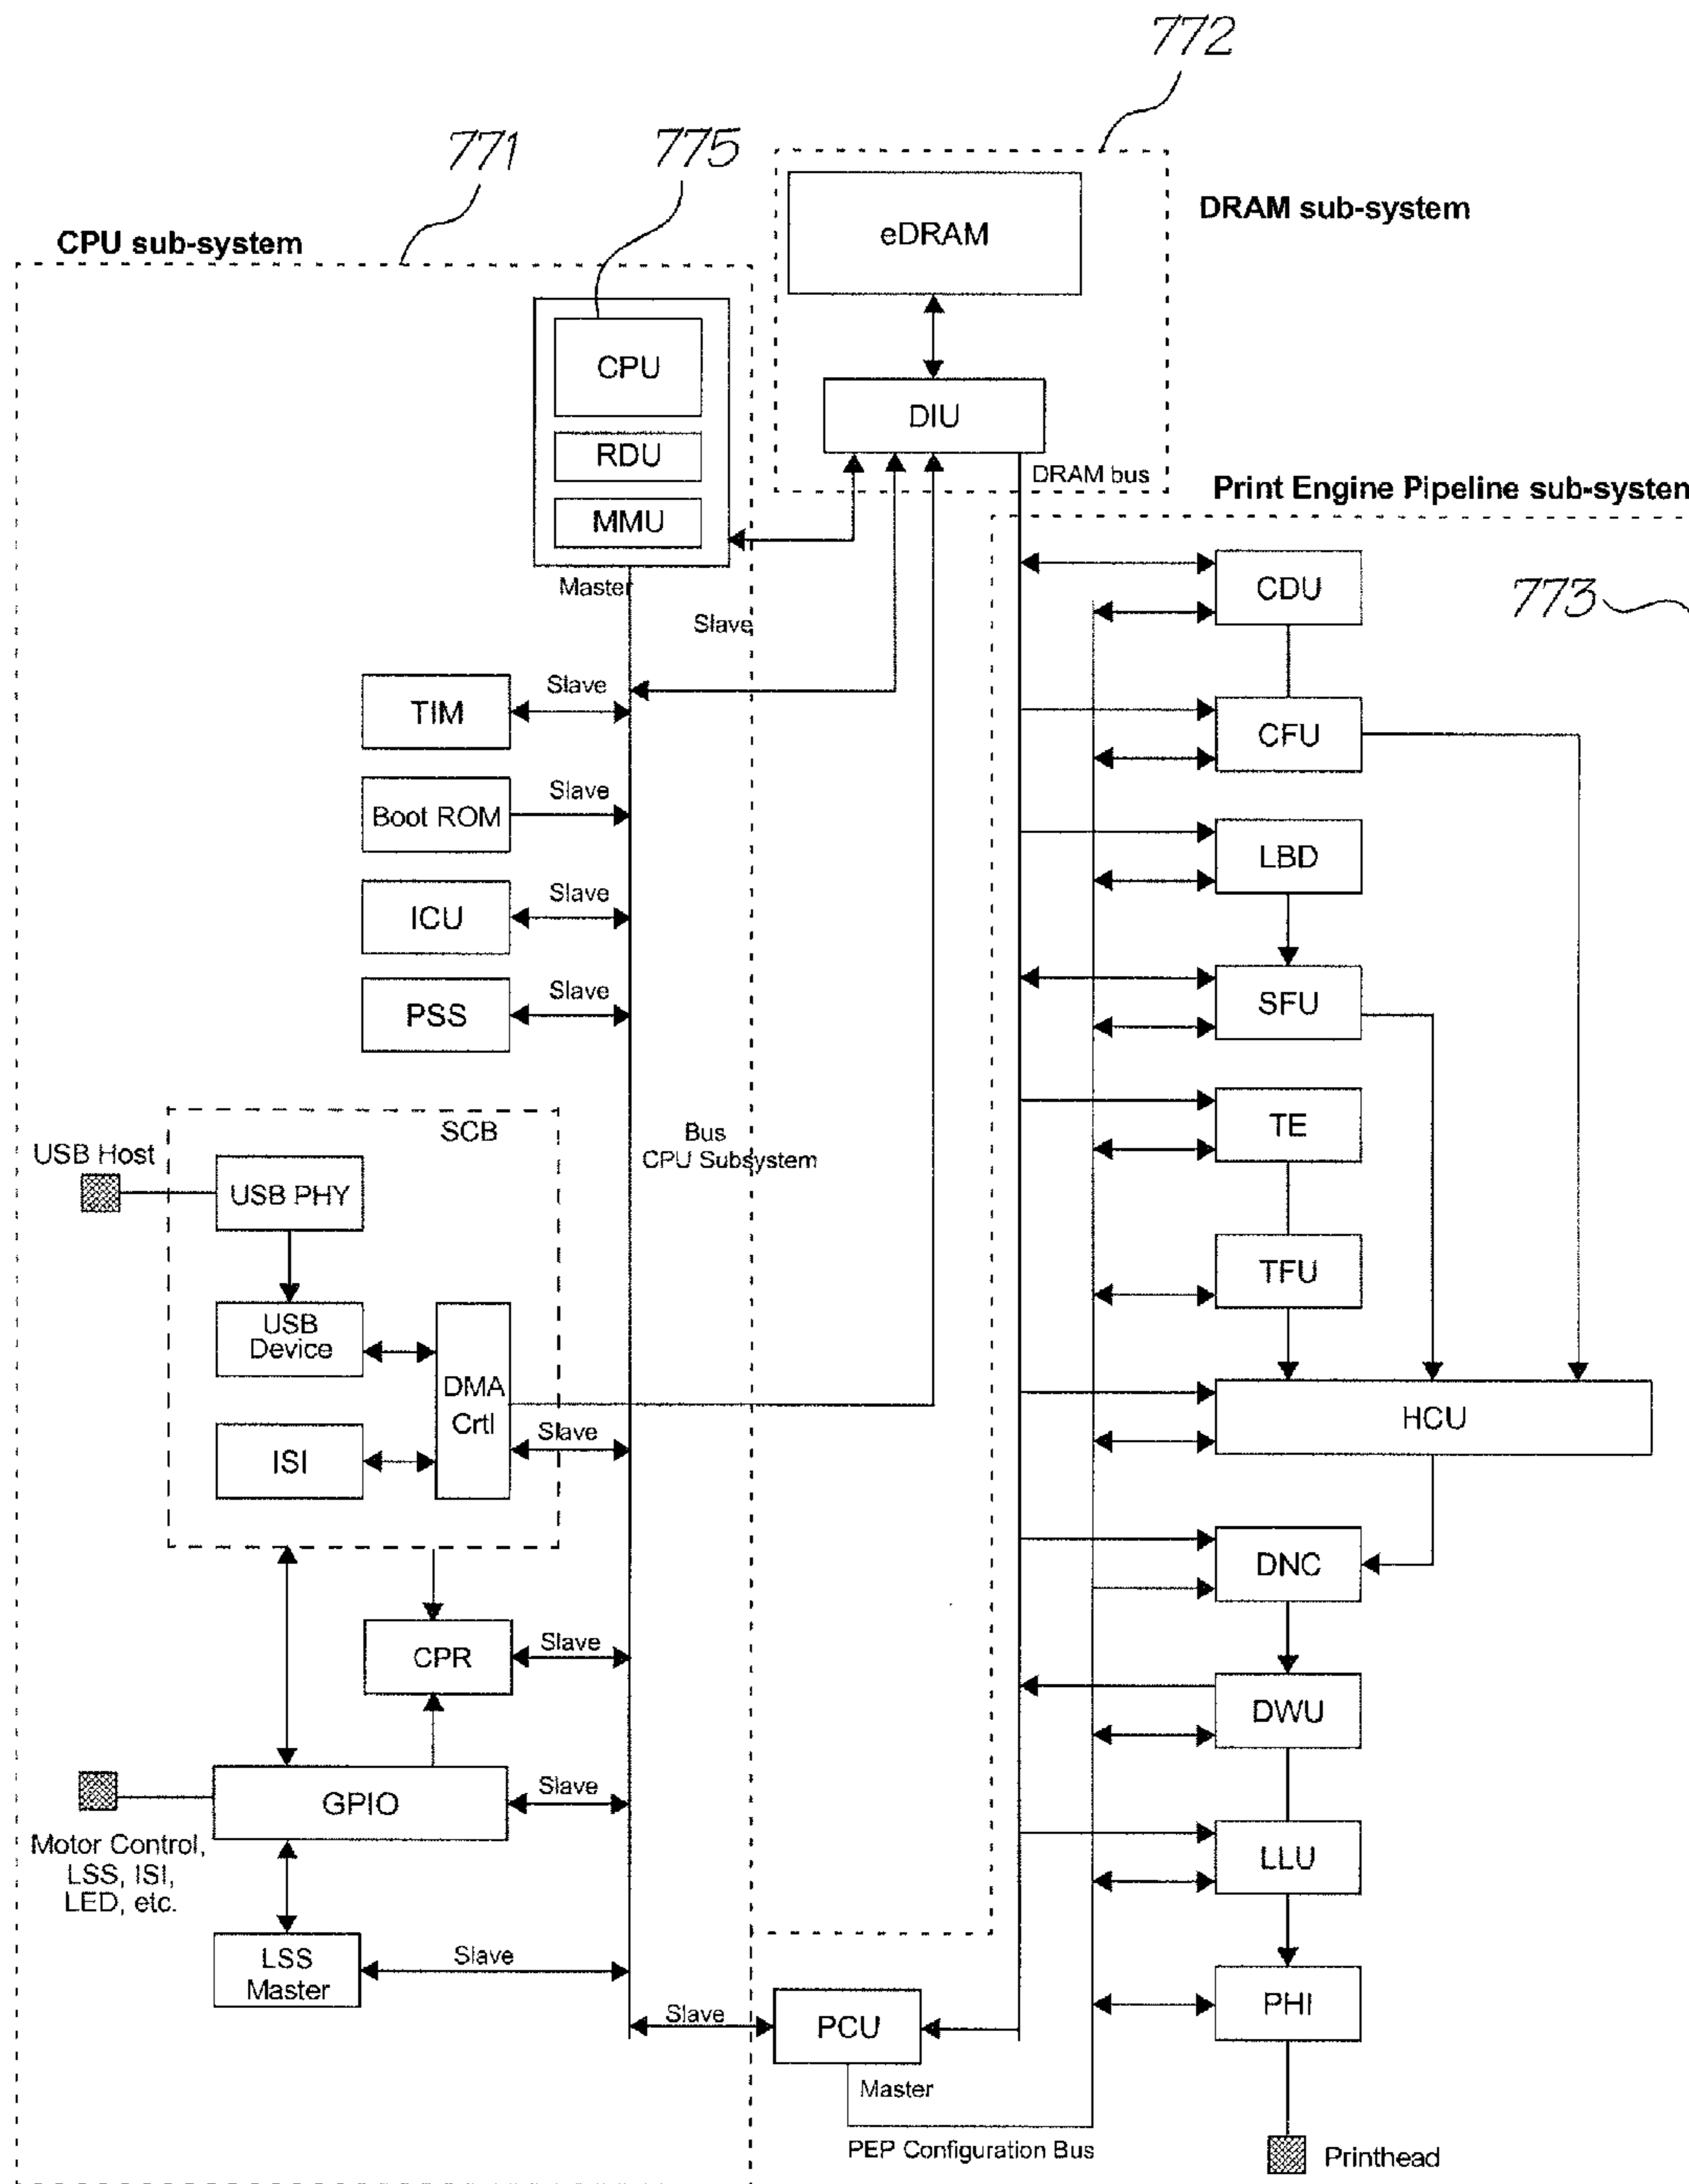 772
771
775
CPU sub-system
DRAM sub-system
eDRAM
CPU
DIU
RDU
DRAM bus
MMU
Print Engine Pipeline sub-system
Master
CDU
773
Slave
Slave
TIM
CFU
Slave
Boot ROM
LBD
Slave
ICU
Slave
PSS
SFU
SCB
TE
Bus
CPU Subsystem
USB Host
USB PHY
TFU
USB
Device
DMA
Crtl
HCU
Slave
ISI
DNC
Slave
CPR
DWU
Slave
GPIO
Motor Control,
LSS, ISI,
LED, etc.
LLU
Slave
LSS
Master
PHI
Slave
PCU
Master
PEP Configuration Bus
Printhead